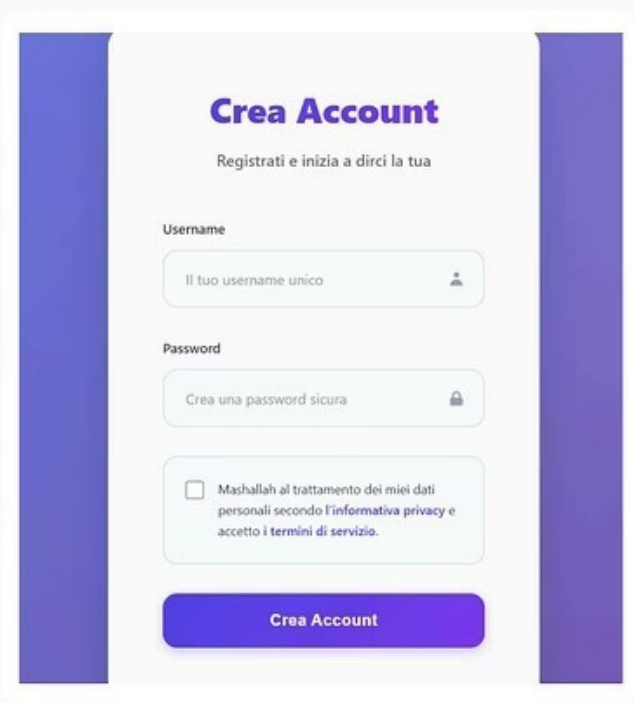 Crea Account
Registrati e inizia a dirci la tua
Username
Il tuo username unico
Password
Crea una password sicura
Mashallah al trattamento dei miei dati
personali secondo l'informativa privacy e
accetto i termini di servizio.
Crea Account